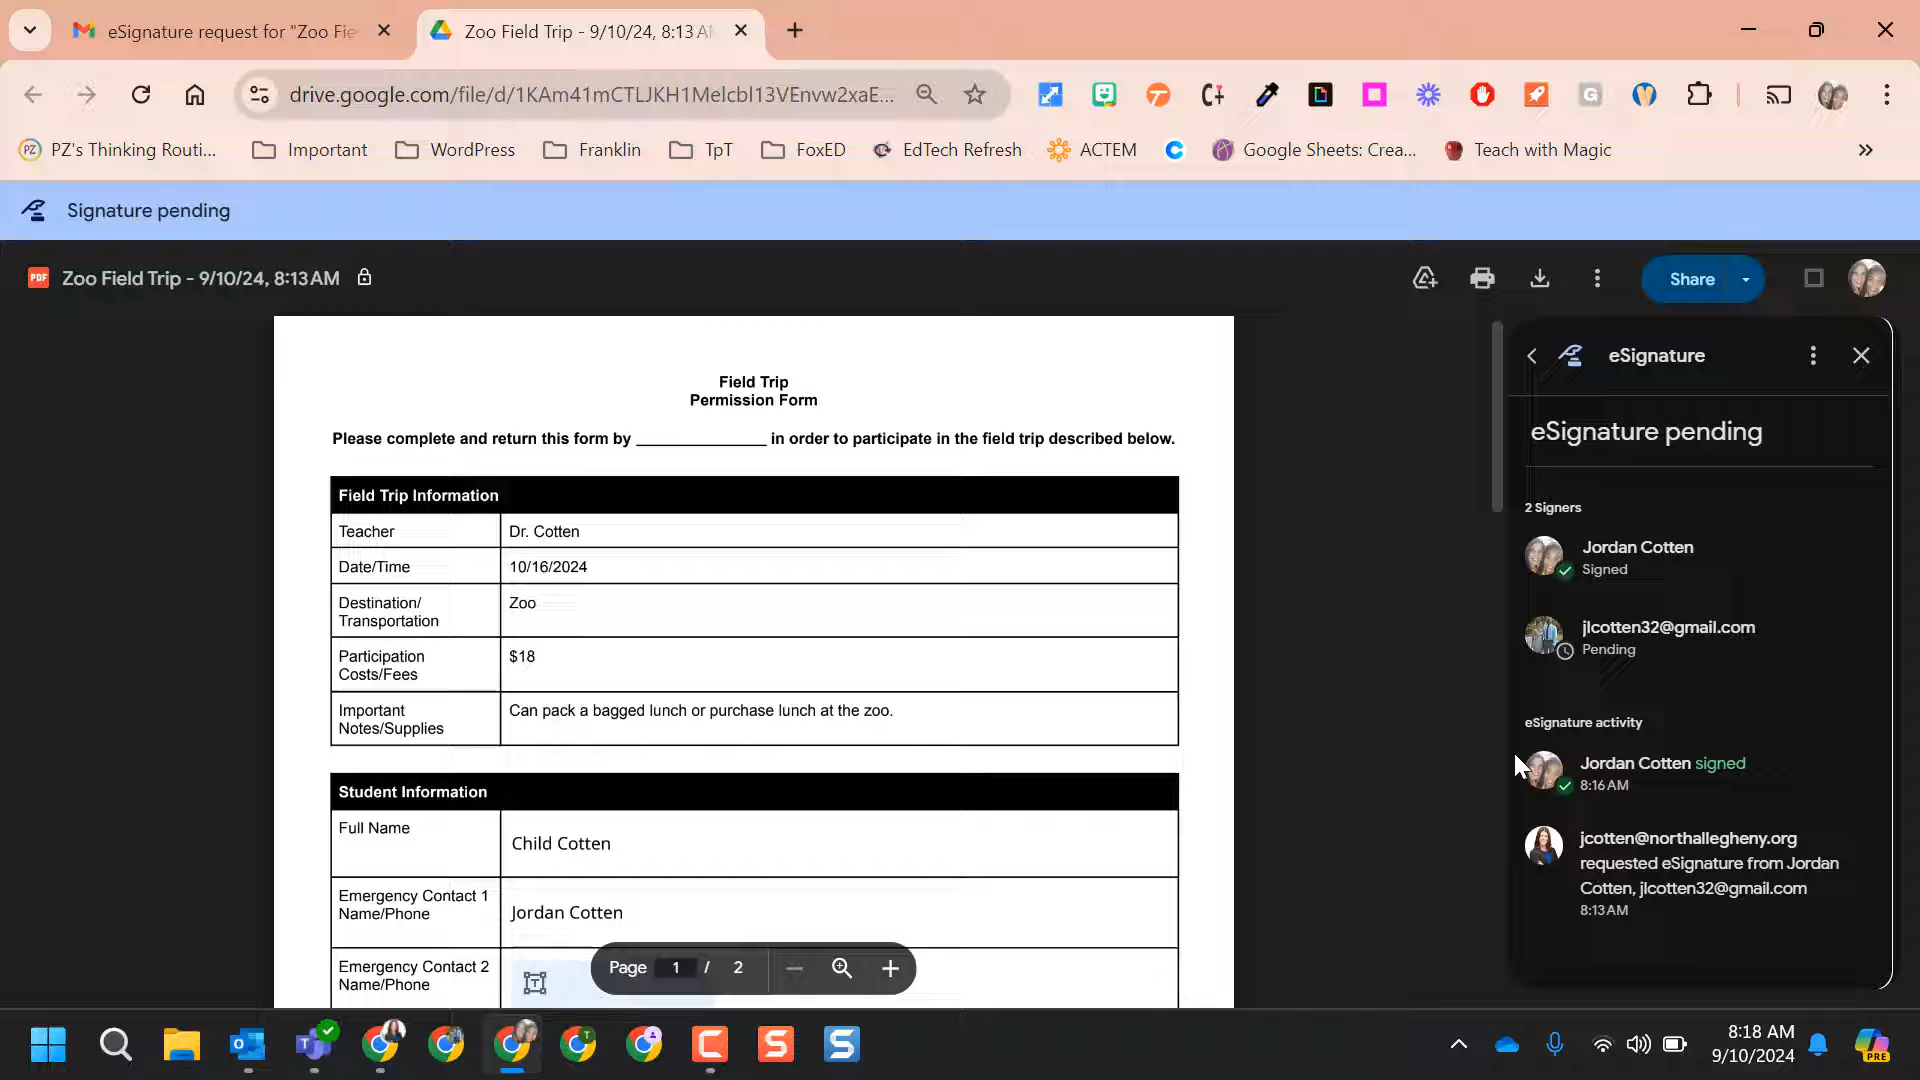 eSignature request for "Zoo Fie
Zoo Field Trip - 9/10/24, 8:13 A
drive.google.com/file/d/1KAm41mCTLJKH1Melcbl13VEnvw2xaE...
PZ's Thinking Routi...
Important
WordPress
Franklin
TpT
FoxED
EdTech Refresh
ACTEM
Google Sheets: Crea...
Teach with Magic
Signature pending
PDF
Zoo Field Trip - 9/10/24, 8:13 AM
Share
Field Trip
Permission Form
Please complete and return this form by _______________ in order to participate in the field trip described below.
Field Trip Information
Teacher
Dr. Cotten
Date/Time
10/16/2024
Destination/
Transportation
Zoo
Participation
Costs/Fees
$18
Important
Notes/Supplies
Can pack a bagged lunch or purchase lunch at the zoo.
Student Information
Full Name
Child Cotten
Emergency Contact 1
Name/Phone
Jordan Cotten
Emergency Contact 2
Name/Phone
Page 1 / 2
eSignature
eSignature pending
2 Signers
Jordan Cotten
Signed
jlcotten32@gmail.com
Pending
eSignature activity
Jordan Cotten signed
8:16 AM
jcotten@northallegheny.org
requested eSignature from Jordan
Cotten, jlcotten32@gmail.com
8:13 AM
8:18 AM
9/10/2024
PRE